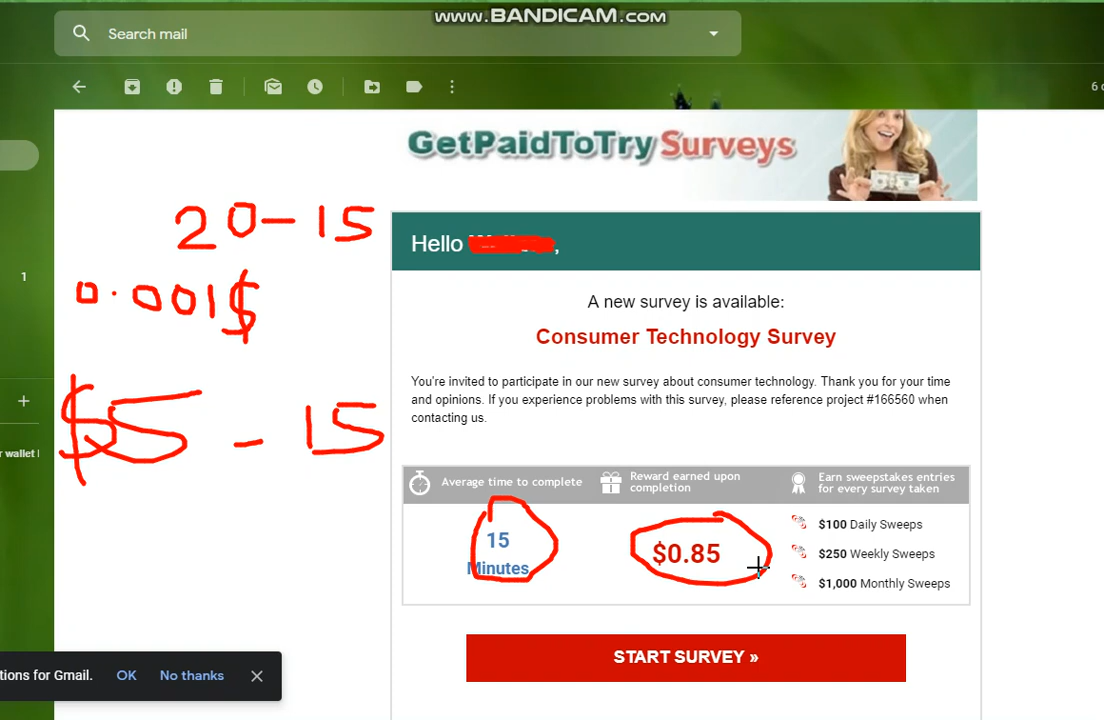 www.BANDICAM.com
Search mail
6 o
GetPaidToTry Surveys
Hello
,
20-15
0.001$
$5 - 15
1
A new survey is available:
Consumer Technology Survey
You're invited to participate in our new survey about consumer technology. Thank you for your time
and opinions. If you experience problems with this survey, please reference project #166560 when
contacting us.
r wallet
Average time to complete
Reward earned upon
completion
Earn sweepstakes entries
for every survey taken
15
Minutes
$0.85
$100 Daily Sweeps
$250 Weekly Sweeps
$1,000 Monthly Sweeps
START SURVEY »
tions for Gmail.
OK
No thanks